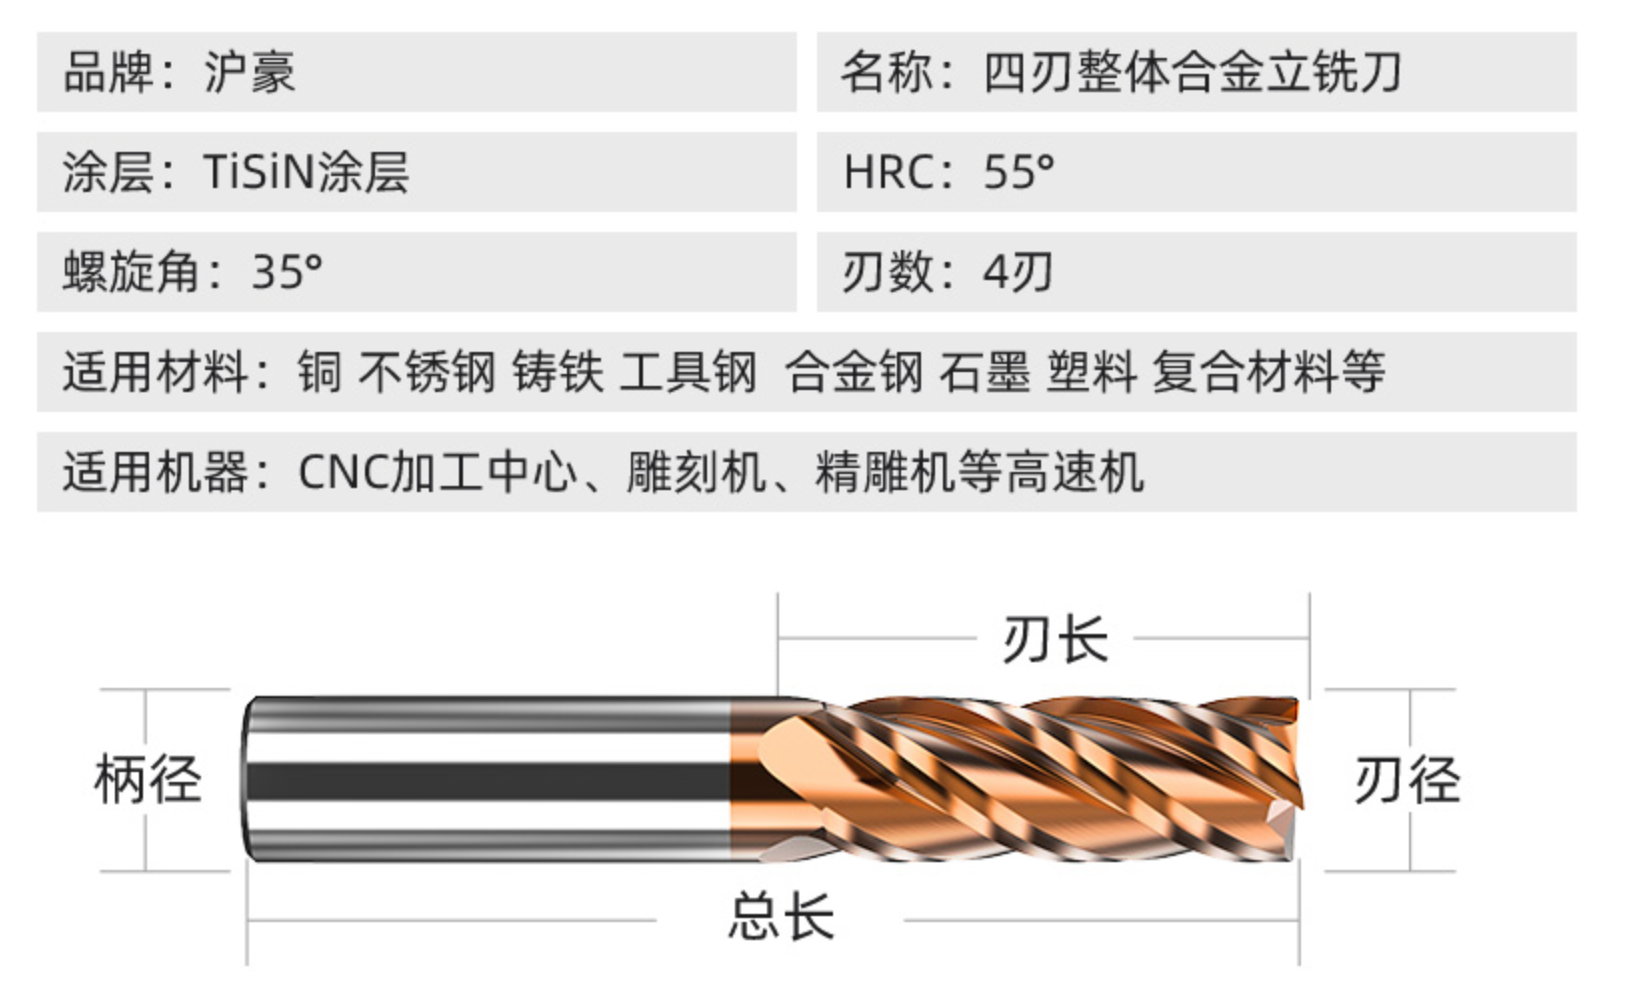 品牌：沪豪
名称：四刃整体合金立铣刀
涂层：TiSiN涂层
HRC：55°
螺旋角：35°
刃数：4刃
适用材料：铜 不锈钢 铸铁 工具钢 合金钢 石墨 塑料 复合材料等
适用机器：CNC加工中心、雕刻机、精雕机等高速机
刃长
柄径
刃径
总长